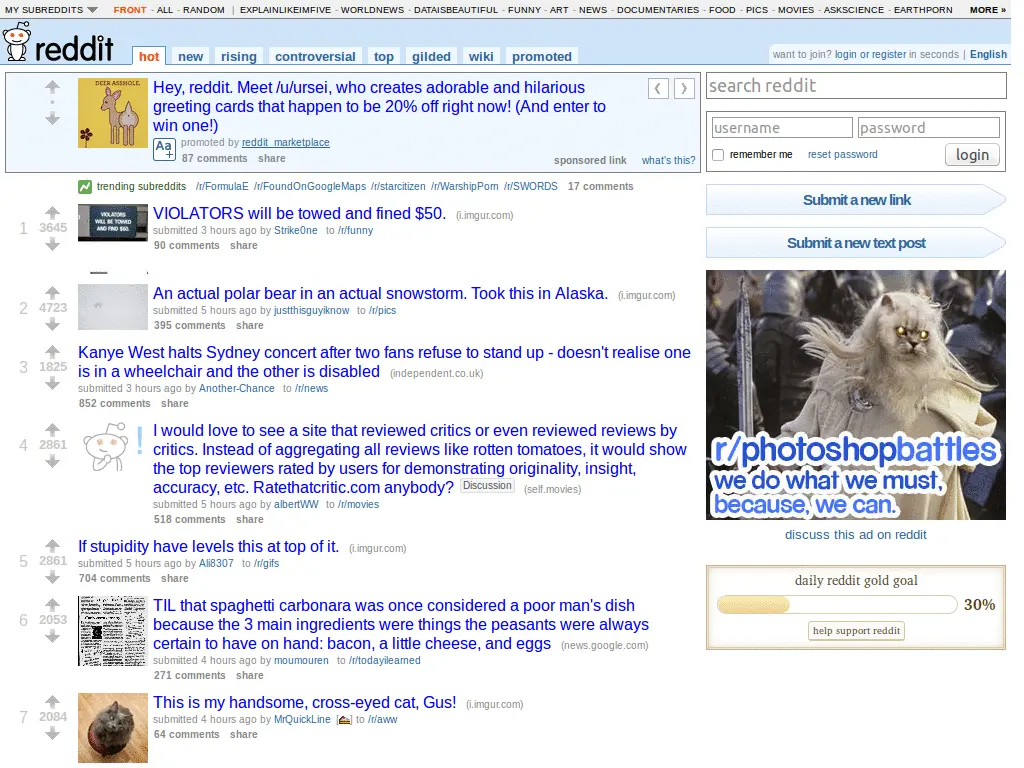 MY SUBREDDITS FRONT - ALL - RANDOM | EXPLAINLIKEIMFIVE - WORLDNEWS - DATAISBEAUTIFUL - FUNNY - ART - NEWS - DOCUMENTARIES - FOOD - PICS - MOVIES - ASKSCIENCE - EARTHPORN MORE »
reddit hot new rising controversial top gilded wiki promoted
want to join? login or register in seconds | English
DEER ASSHOLE,
Hey, reddit. Meet /u/ursei, who creates adorable and hilarious
greeting cards that happen to be 20% off right now! (And enter to
win one!)
Aa+ promoted by reddit_marketplace
87 comments share
sponsored link what's this?
trending subreddits /r/FormulaE /r/FoundOnGoogleMaps /r/starcitizen /r/WarshipPorn /r/SWORDS 17 comments
1 3645
VIOLATORS
WILL BE TOWED
AND FIND $50.
VIOLATORS will be towed and fined $50. (i.imgur.com)
submitted 3 hours ago by Strike0ne to /r/funny
90 comments share
2 4723
An actual polar bear in an actual snowstorm. Took this in Alaska. (i.imgur.com)
submitted 5 hours ago by justthisguyiknow to /r/pics
395 comments share
3 1825
Kanye West halts Sydney concert after two fans refuse to stand up - doesn't realise one
is in a wheelchair and the other is disabled (independent.co.uk)
submitted 3 hours ago by Another-Chance to /r/news
852 comments share
4 2861
!
I would love to see a site that reviewed critics or even reviewed reviews by
critics. Instead of aggregating all reviews like rotten tomatoes, it would show
the top reviewers rated by users for demonstrating originality, insight,
accuracy, etc. Ratethatcritic.com anybody? Discussion (self.movies)
submitted 5 hours ago by albertWW to /r/movies
518 comments share
5 2861
If stupidity have levels this at top of it. (i.imgur.com)
submitted 5 hours ago by Ali8307 to /r/gifs
704 comments share
6 2053
TIL that spaghetti carbonara was once considered a poor man's dish
because the 3 main ingredients were things the peasants were always
certain to have on hand: bacon, a little cheese, and eggs (news.google.com)
submitted 4 hours ago by moumouren to /r/todayilearned
271 comments share
7 2084
This is my handsome, cross-eyed cat, Gus! (i.imgur.com)
submitted 4 hours ago by MrQuickLine [ ] to /r/aww
64 comments share
search reddit
username password
remember me reset password login
Submit a new link
Submit a new text post
r/photoshopbattles
we do what we must,
because, we can.
discuss this ad on reddit
daily reddit gold goal
30%
help support reddit